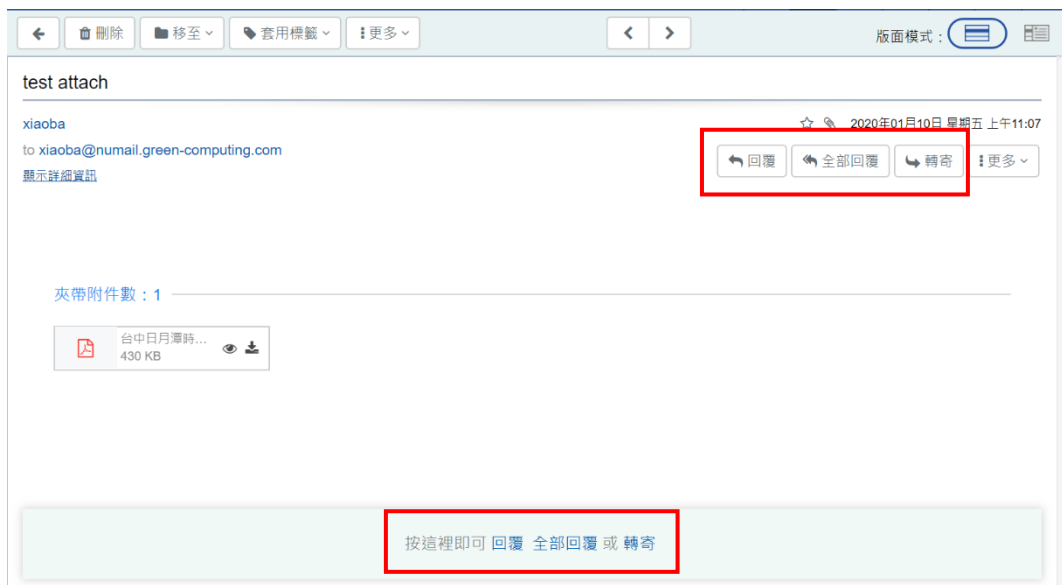 刪除 移至 套用標籤 更多 版面模式：
test attach
xiaoba 2020年01月10日 星期五 上午11:07
to xiaoba@numail.green-computing.com 回覆 全部回覆 轉寄 更多
顯示詳細資訊
夾帶附件數：1
台中日月潭時...
430 KB
按這裡即可 回覆 全部回覆 或 轉寄